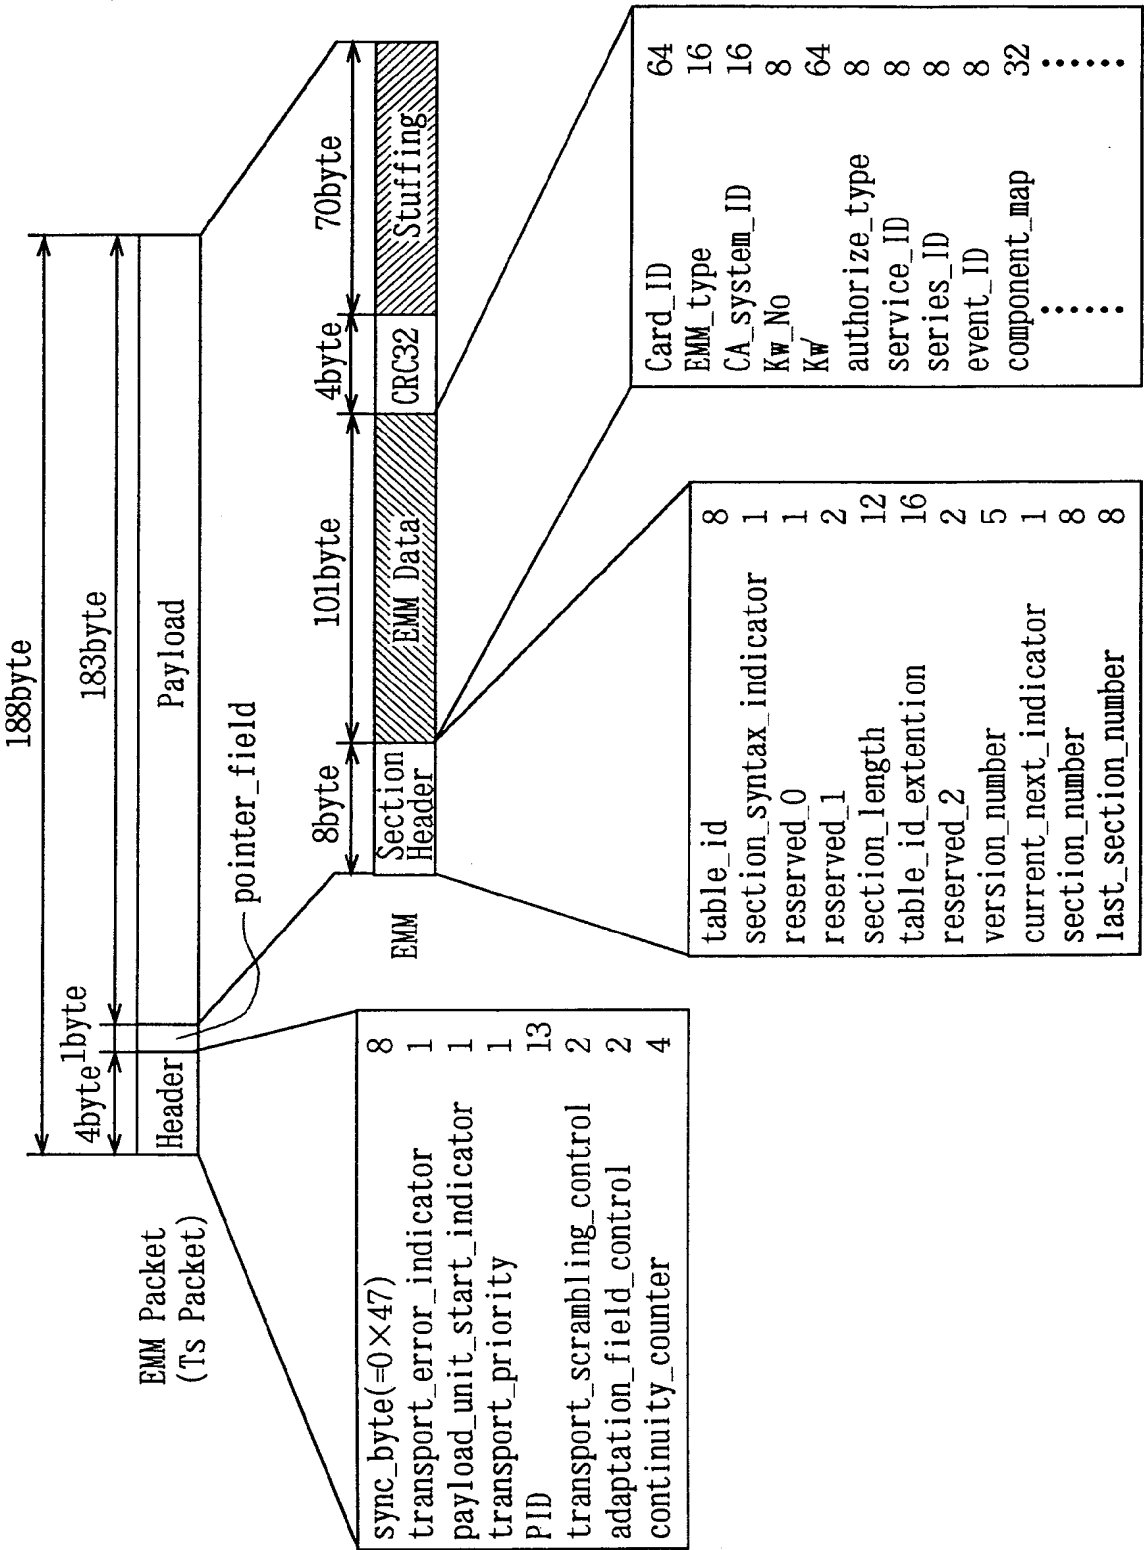 188byte
4byte 1byte 183byte
EMM Packet
(Ts Packet)
Header Payload
pointer_field
8byte 101byte 4byte 70byte
EMM
Section
Header
EMM Data CRC32 Stuffing
sync_byte(=0×47) 8
transport_error_indicator 1
payload_unit_start_indicator 1
transport_priority 1
PID 13
transport_scrambling_control 2
adaptation_field_control 2
continuity_counter 4
table_id 8
section_syntax_indicator 1
reserved_0 1
reserved_1 2
section_length 12
table_id_extention 16
reserved_2 2
version_number 5
current_next_indicator 1
section_number 8
last_section_number 8
Card_ID 64
EMM_type 16
CA_system_ID 16
Kw_No 8
Kw 64
authorize_type 8
service_ID 8
series_ID 8
event_ID 8
component_map 32
······ ······